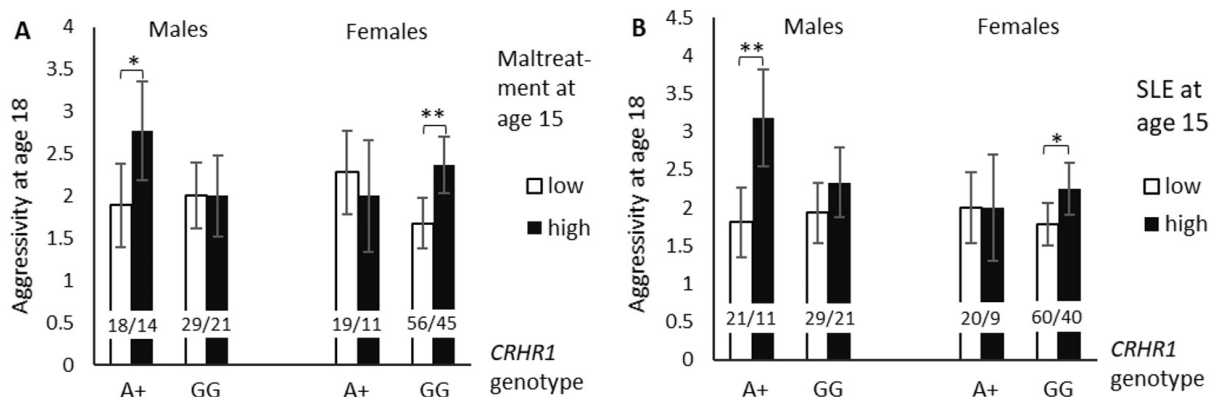 A
Males
Females
4
3.5
3
2.5
2
1.5
1
0.5
0
Aggressivity at age 18
*
**
18/14
29/21
19/11
56/45
A+
GG
A+
GG
Maltreat-
ment at
age 15
low
high
CRHR1
genotype
B
Males
Females
4.5
4
3.5
3
2.5
2
1.5
1
0.5
0
Aggressivity at age 18
**
*
21/11
29/21
20/9
60/40
A+
GG
A+
GG
SLE at
age 15
low
high
CRHR1
genotype